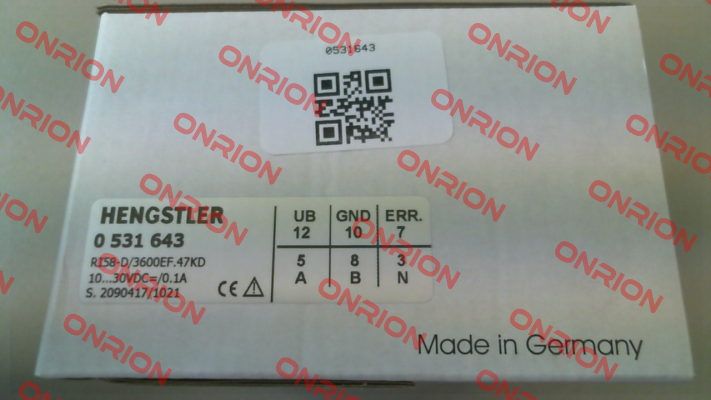 0531643
HENGSTLER
0 531 643
RI58-D/3600EF.47KD
10...30VDC=/0.1A
S. 2090417/1021
CE
UB GND ERR.
12 10 7
5 8 3
A B N
Made in Germany
ONRION